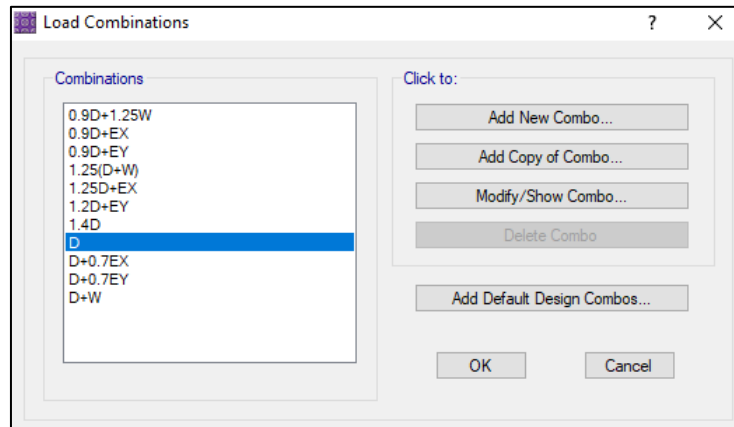 Load Combinations
?
Combinations
0.9D+1.25W
0.9D+EX
0.9D+EY
1.25(D+W)
1.25D+EX
1.2D+EY
1.4D
D
D+0.7EX
D+0.7EY
D+W
Click to:
Add New Combo...
Add Copy of Combo...
Modify/Show Combo...
Delete Combo
Add Default Design Combos...
OK
Cancel